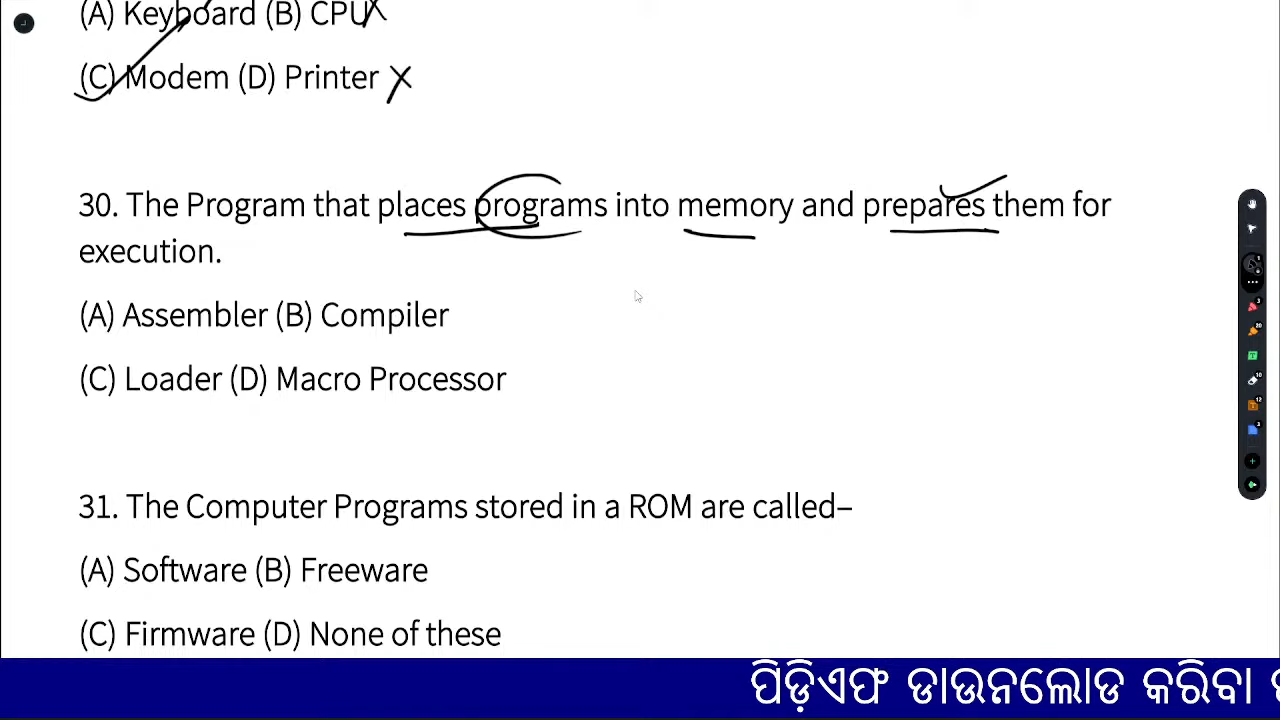 (A) Keyboard (B) CPU
(C) Modem (D) Printer
30. The Program that places programs into memory and prepares them for
execution.
(A) Assembler (B) Compiler
(C) Loader (D) Macro Processor
31. The Computer Programs stored in a ROM are called–
(A) Software (B) Freeware
(C) Firmware (D) None of these
ପିଡ଼ିଏଫ ଡାଉନଲୋଡ କରିବା